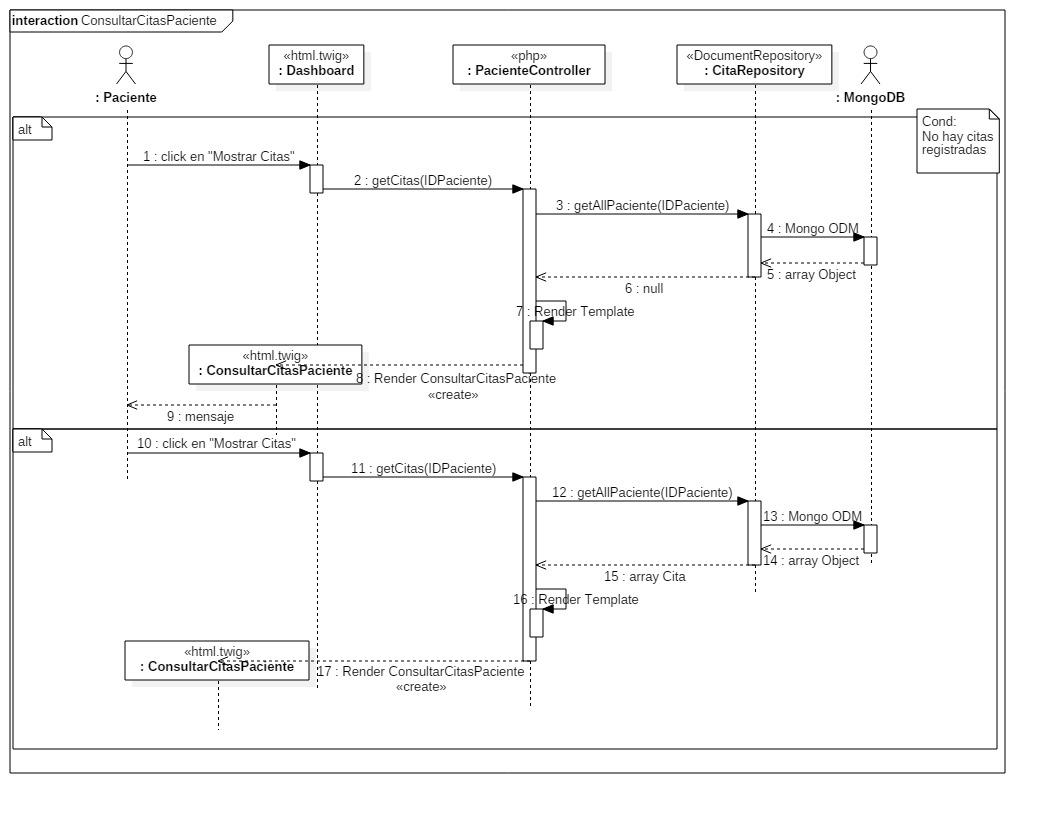 interaction ConsultarCitasPaciente
«html.twig»
: Dashboard
«php»
: PacienteController
«DocumentRepository»
: CitaRepository
: Paciente
: MongoDB
alt
Cond:
No hay citas
registradas
1 : click en "Mostrar Citas"
2 : getCitas(IDPaciente)
3 : getAllPaciente(IDPaciente)
4 : Mongo ODM
5 : array Object
6 : null
7 : Render Template
«html.twig»
: ConsultarCitasPaciente
8 : Render ConsultarCitasPaciente
«create»
9 : mensaje
alt
10 : click en "Mostrar Citas"
11 : getCitas(IDPaciente)
12 : getAllPaciente(IDPaciente)
13 : Mongo ODM
14 : array Object
15 : array Cita
16 : Render Template
«html.twig»
: ConsultarCitasPaciente
17 : Render ConsultarCitasPaciente
«create»